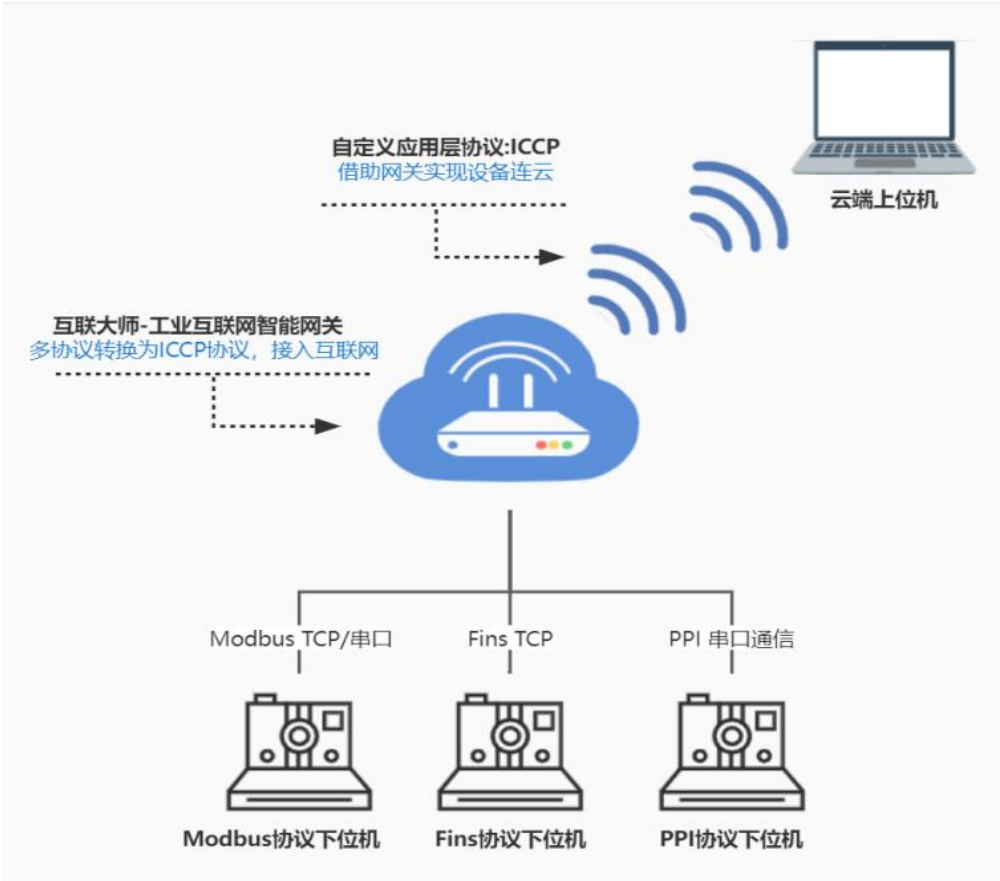 云端上位机
自定义应用层协议:ICCP
借助网关实现设备连云
互联大师-工业互联网智能网关
多协议转换为ICCP协议，接入互联网
Modbus TCP/串口
Fins TCP
PPI 串口通信
Modbus协议下位机
Fins协议下位机
PPI协议下位机